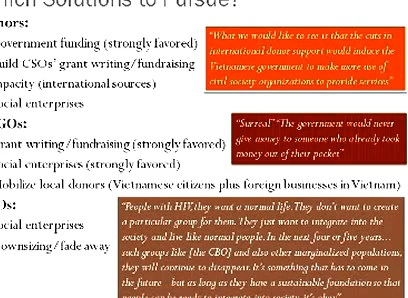 Solutions to Pursue?
nors:
overnment funding (strongly favored)
uild CSOs' grant writing/fundraising
apacity (international sources)
ocial enterprises
GOs:
rant writing/fundraising (strongly favored)
ocial enterprises (strongly favored)
Mobilize local donors (Vietnamese citizens plus foreign businesses in Vietnam)
Os:
ocial enterprises
ownsizing/fade away
"What we would like to see is that the cuts in
international donor support would induce the
Vietnamese government to make more use of
civil society organizations to provide services"
"Surreal" "The government would never
give money to someone who already took
money out of their pocket"
"People with HIV, they want a normal life. They don't want to create
a particular group for them. They just want to integrate into the
society and live like normal people. In the next four or five years…
such groups like [the CBO] and also other marginalized populations,
they will continue to disappear. It's something that has to come in
the future – but as long as they have a sustainable foundation so that